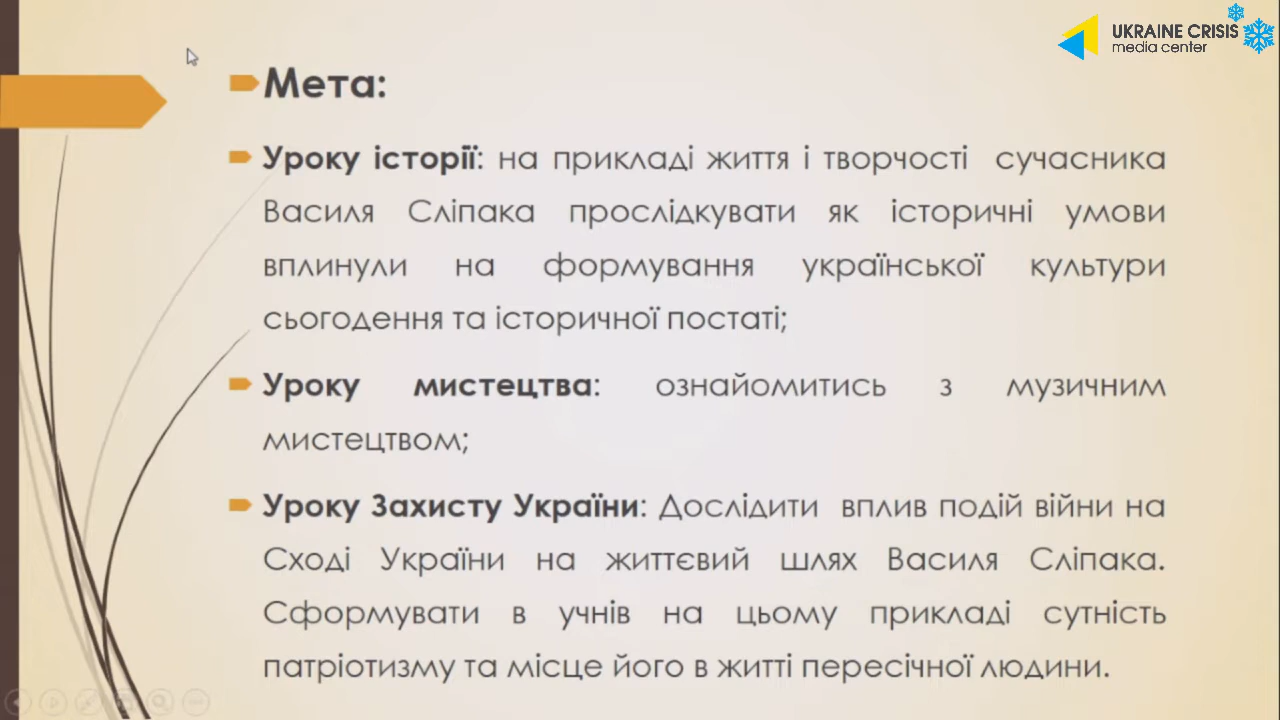 UKRAINE CRISIS
media center
Мета:
Уроку історії: на прикладі життя і творчості сучасника
Василя Сліпака прослідкувати як історичні умови
вплинули на формування української культури
сьогодення та історичної постаті;
Уроку мистецтва: ознайомитись з музичним
мистецтвом;
Уроку Захисту України: Дослідити вплив подій війни на
Сході України на життєвий шлях Василя Сліпака.
Сформувати в учнів на цьому прикладі сутність
патріотизму та місце його в житті пересічної людини.